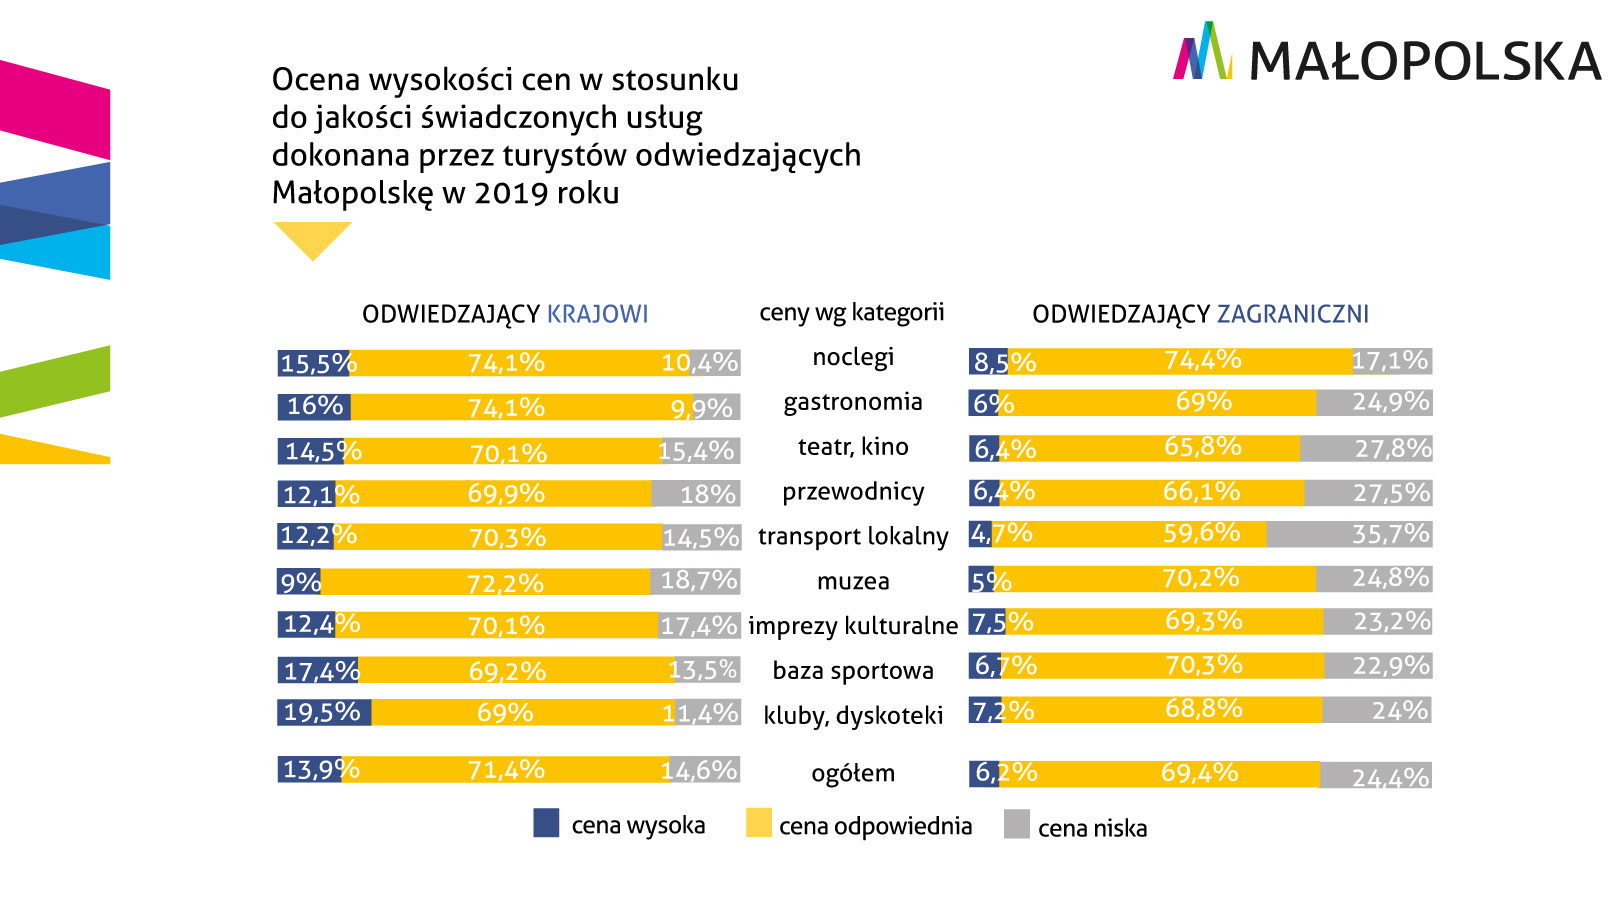 MAŁOPOLSKA
Ocena wysokości cen w stosunku
do jakości świadczonych usług
dokonana przez turystów odwiedzających
Małopolskę w 2019 roku
ODWIEDZAJĄCY KRAJOWI ceny wg kategorii ODWIEDZAJĄCY ZAGRANICZNI
15,5% 74,1% 10,4% noclegi 8,5% 74,4% 17,1%
16% 74,1% 9,9% gastronomia 6% 69% 24,9%
14,5% 70,1% 15,4% teatr, kino 6,4% 65,8% 27,8%
12,1% 69,9% 18% przewodnicy 6,4% 66,1% 27,5%
12,2% 70,3% 14,5% transport lokalny 4,7% 59,6% 35,7%
9% 72,2% 18,7% muzea 5% 70,2% 24,8%
12,4% 70,1% 17,4% imprezy kulturalne 7,5% 69,3% 23,2%
17,4% 69,2% 13,5% baza sportowa 6,7% 70,3% 22,9%
19,5% 69% 11,4% kluby, dyskoteki 7,2% 68,8% 24%
13,9% 71,4% 14,6% ogółem 6,2% 69,4% 24,4%
cena wysoka cena odpowiednia cena niska